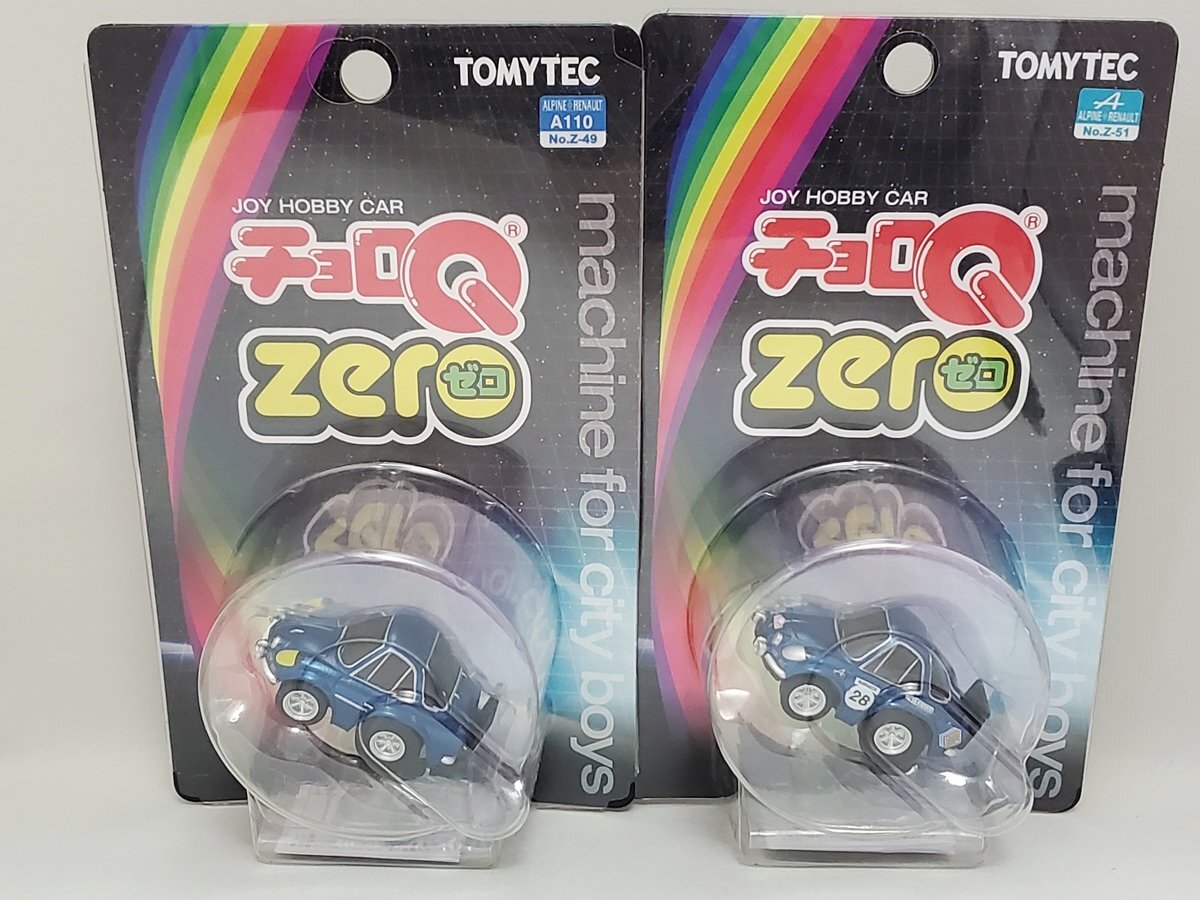 TOMYTEC
ALPINE RENAULT
A110
No.Z-49
JOY HOBBY CAR
チョロQ®
zero
ゼロ
machine for city boys
TOMYTEC
A
ALPINE RENAULT
No.Z-51
JOY HOBBY CAR
チョロQ®
zero
ゼロ
machine for city boys
28